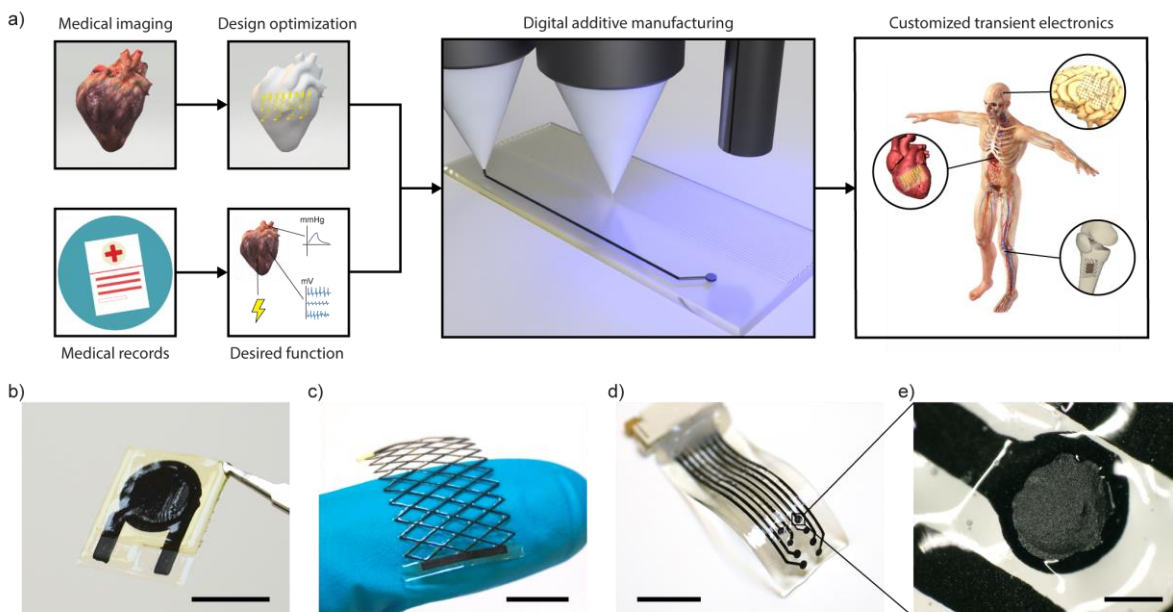 a)
Medical imaging
Design optimization
Digital additive manufacturing
Customized transient electronics
mmHg
mV
Medical records
Desired function
b)
c)
d)
e)